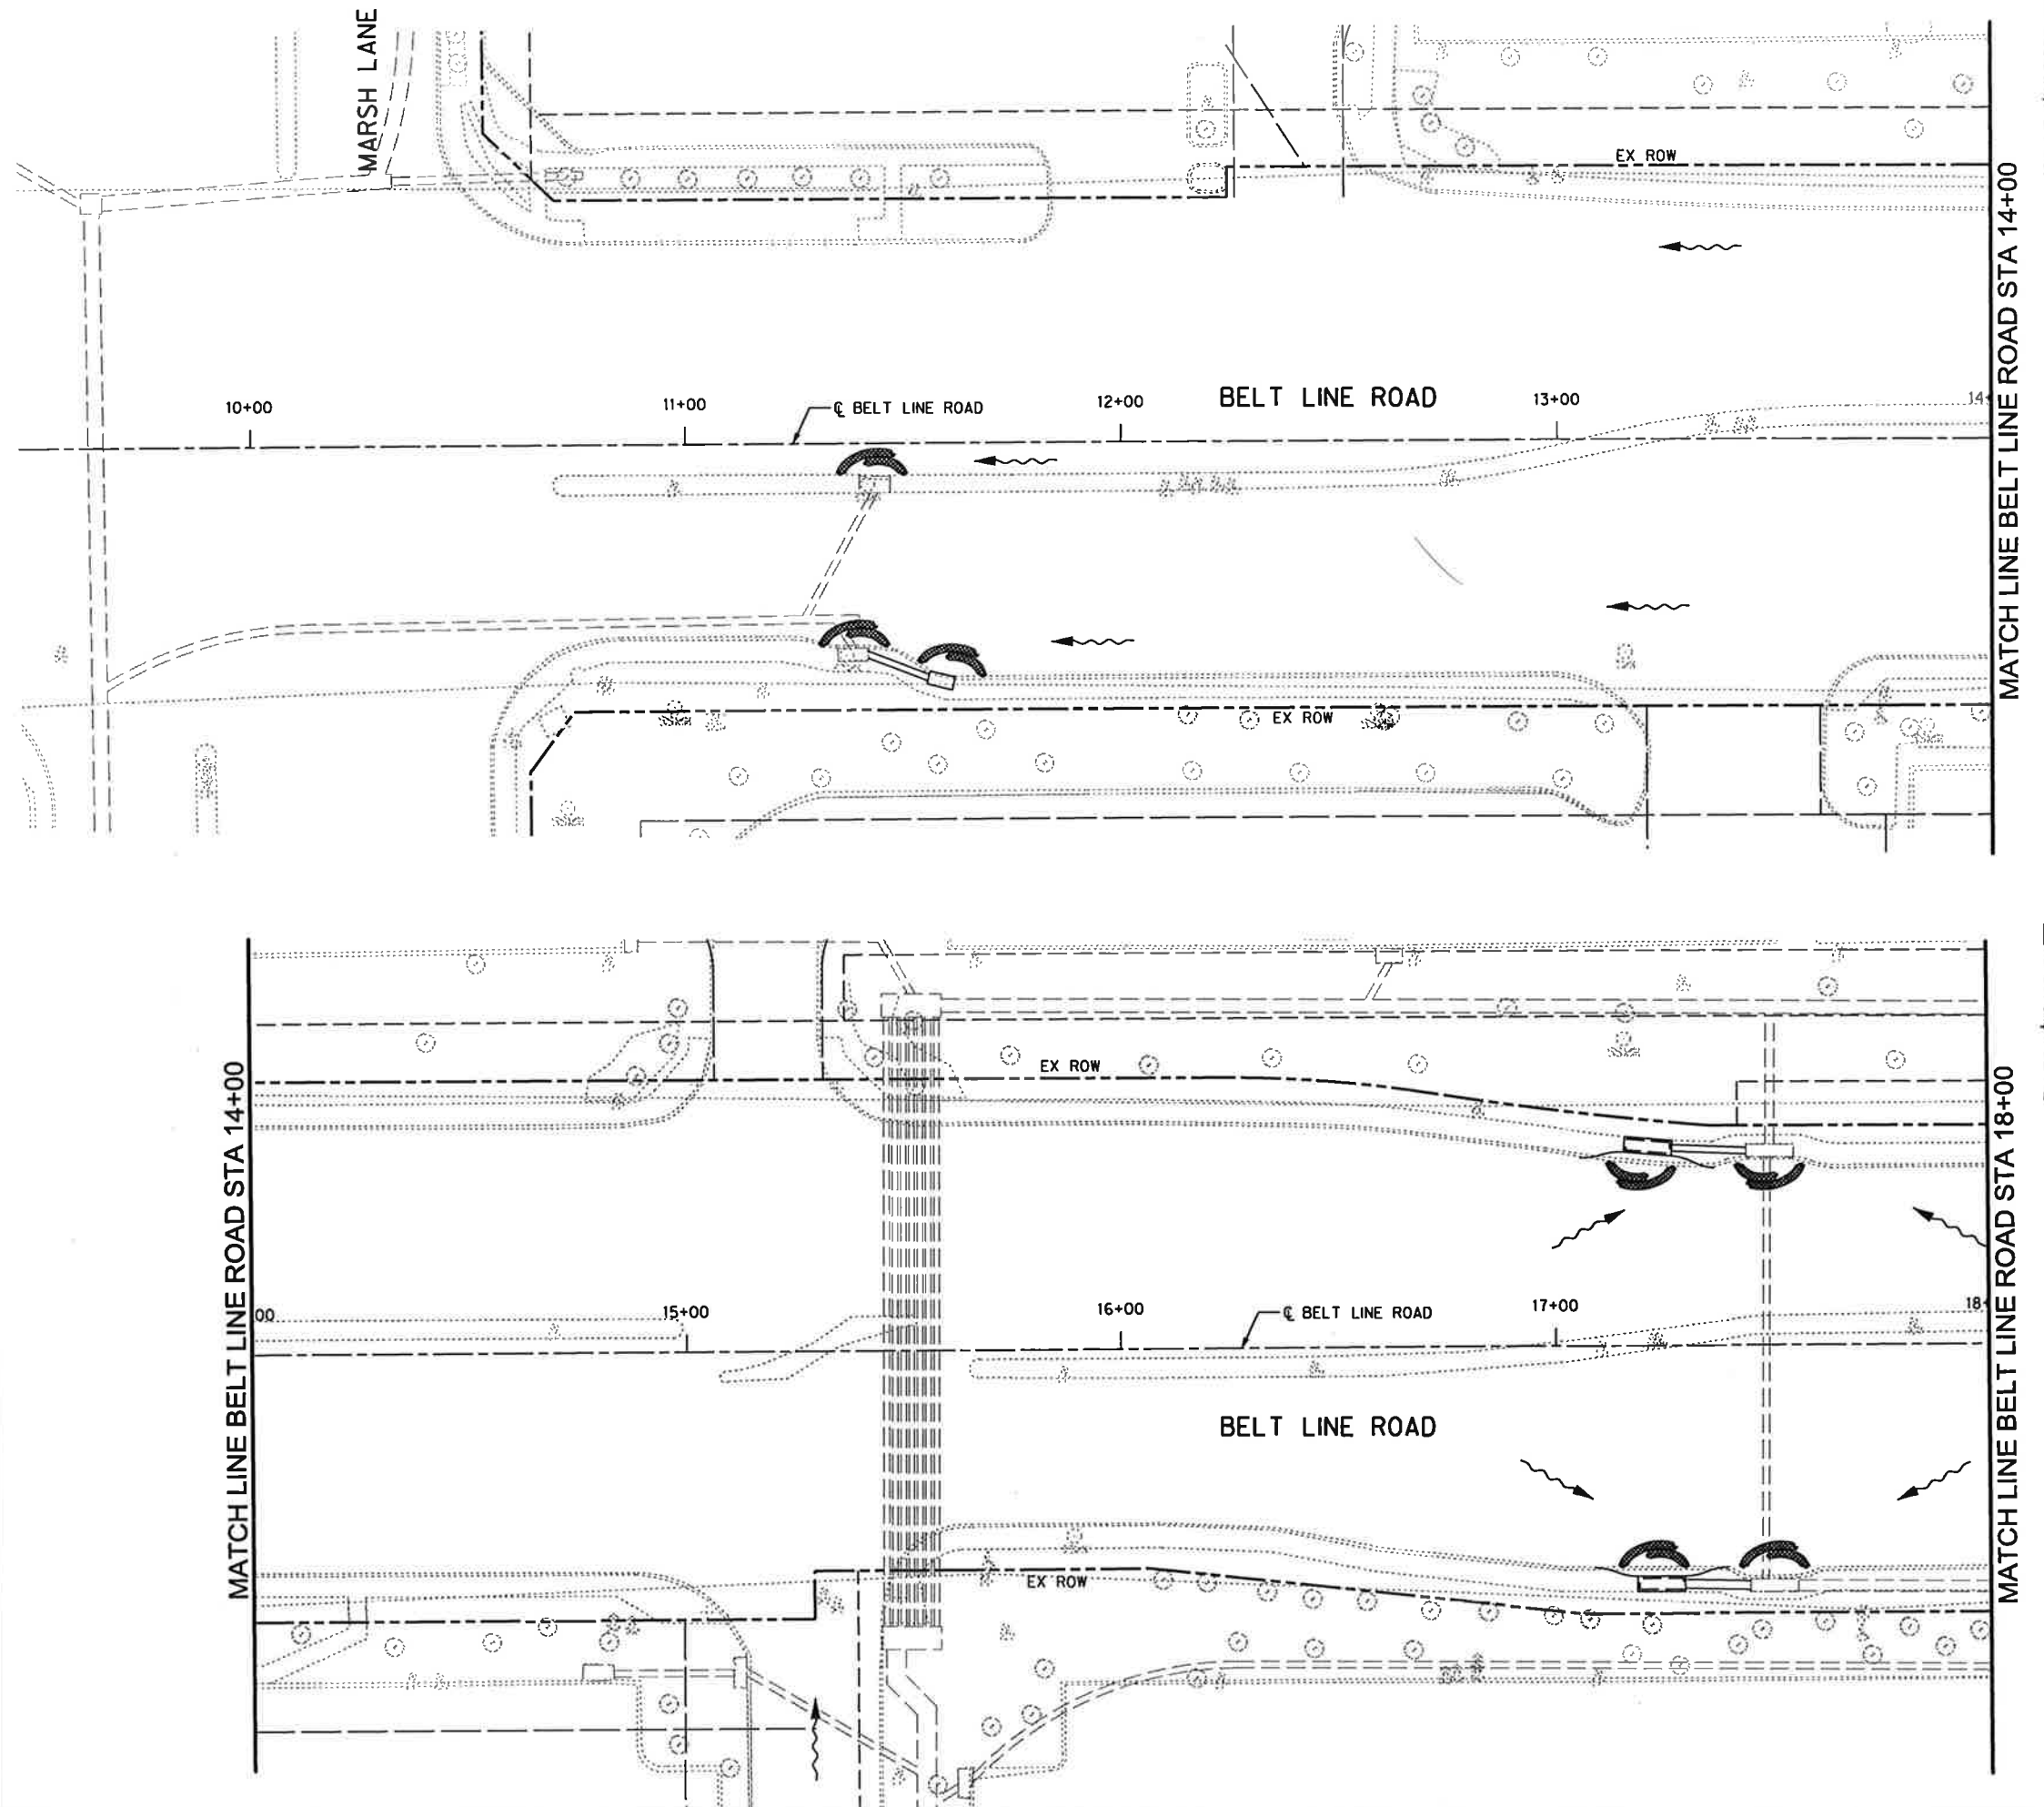 MARSH LANE
EX ROW
MATCH LINE BELT LINE ROAD STA 14+00
10+00
11+00
℄ BELT LINE ROAD
12+00
BELT LINE ROAD
13+00
14+
EX ROW
MATCH LINE BELT LINE ROAD STA 14+00
EX ROW
MATCH LINE BELT LINE ROAD STA 18+00
00
15+00
16+00
℄ BELT LINE ROAD
17+00
18+
BELT LINE ROAD
EX ROW